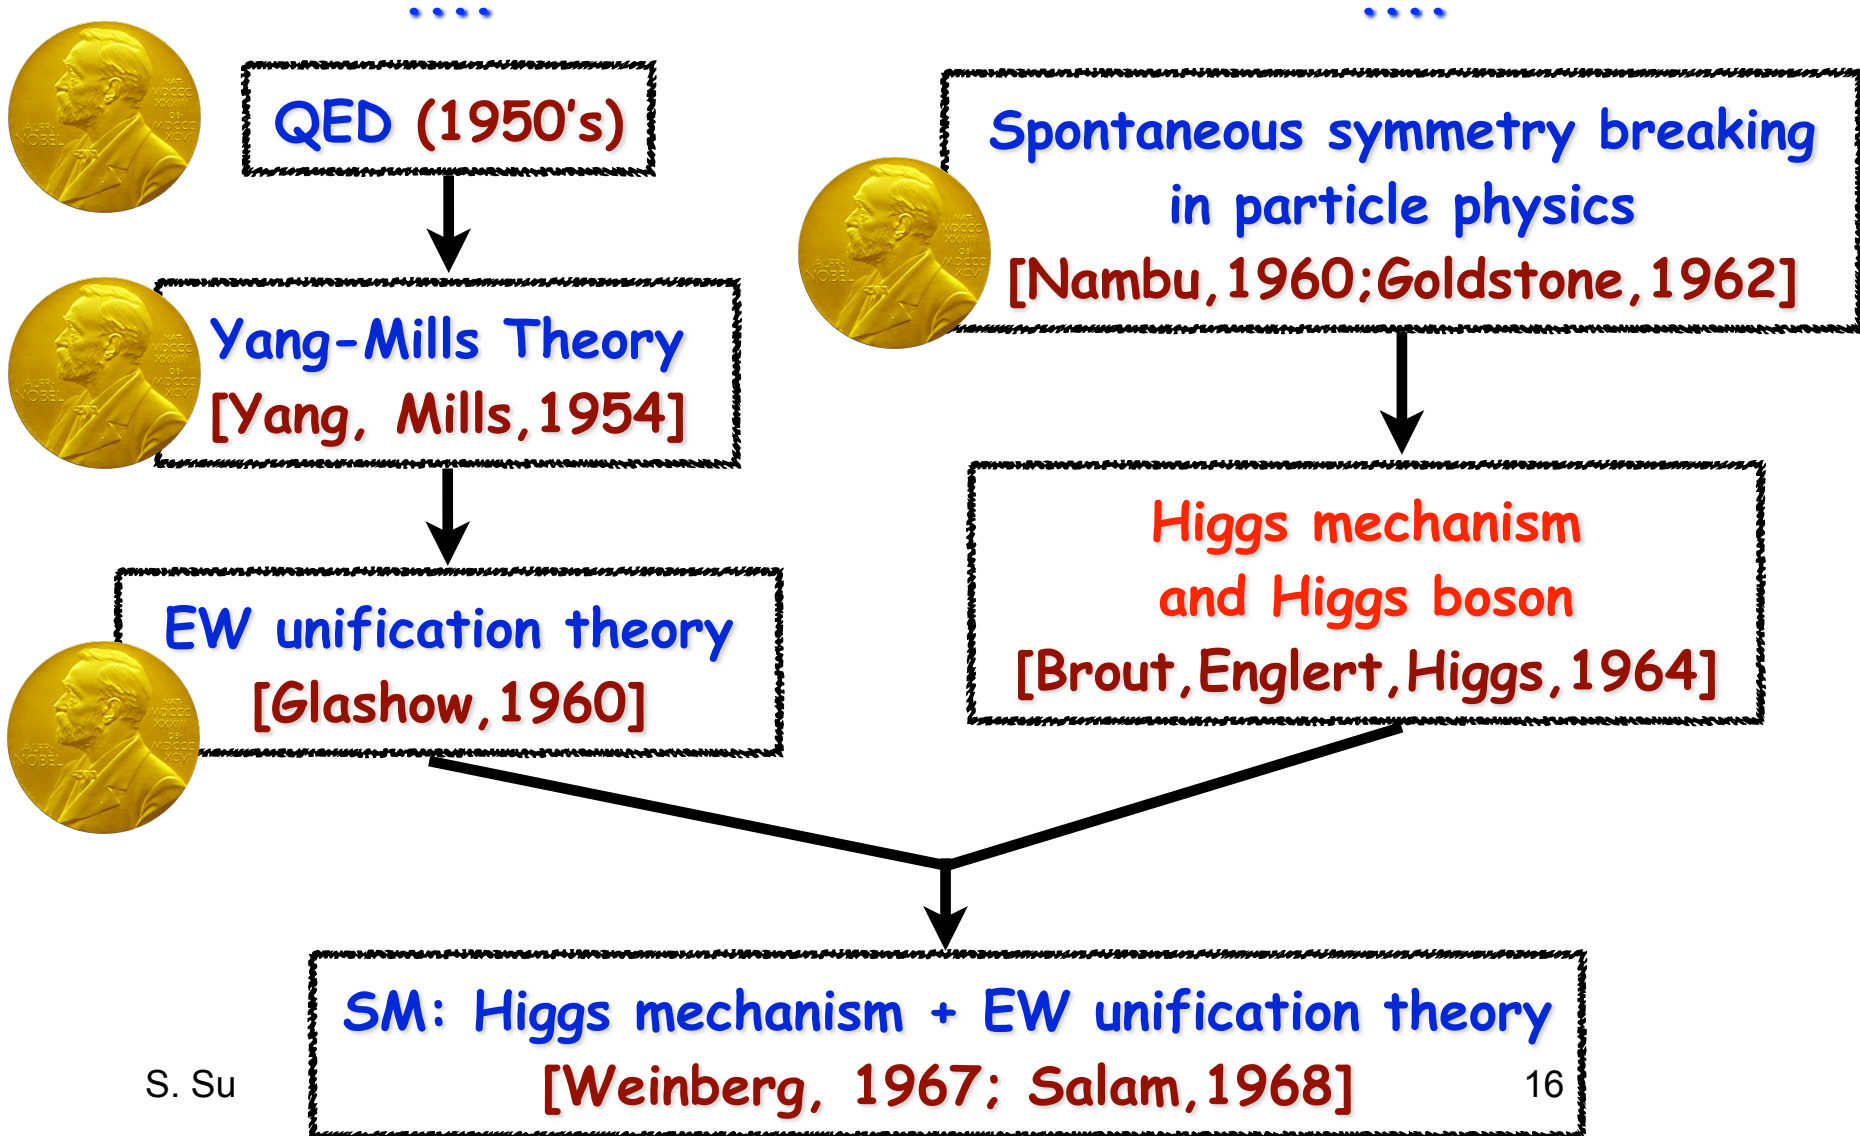 ....
....
QED (1950's)
Spontaneous symmetry breaking
in particle physics
[Nambu,1960;Goldstone,1962]
Yang-Mills Theory
[Yang, Mills,1954]
Higgs mechanism
and Higgs boson
[Brout,Englert,Higgs,1964]
EW unification theory
[Glashow,1960]
SM: Higgs mechanism + EW unification theory
[Weinberg, 1967; Salam,1968]
S. Su
16